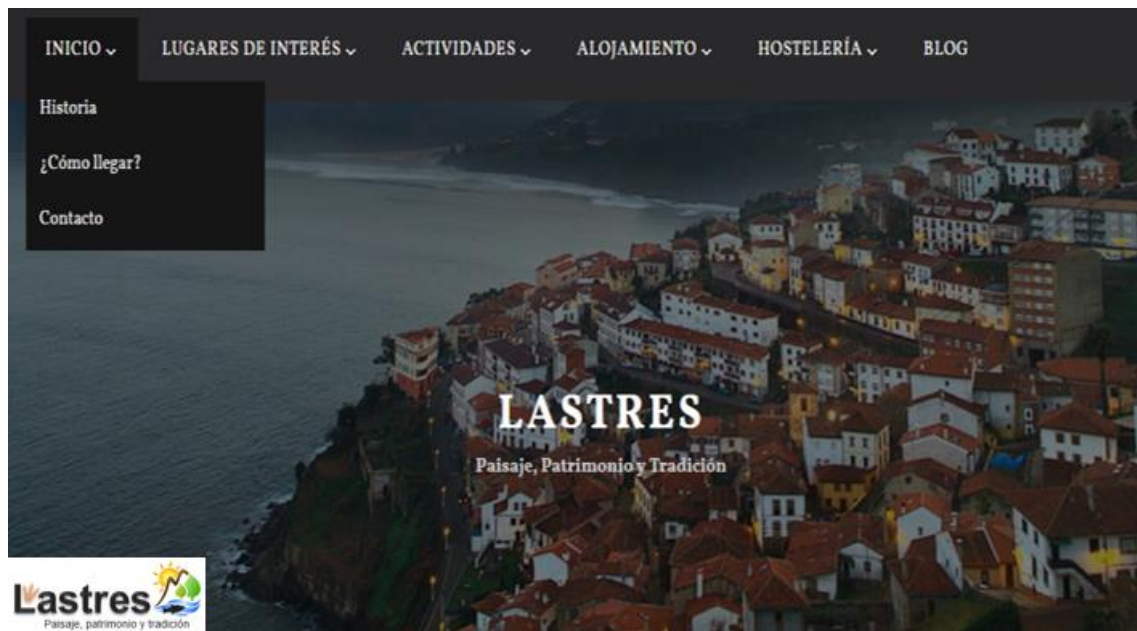 INICIO LUGARES DE INTERÉS ACTIVIDADES ALOJAMIENTO HOSTELERÍA BLOG
Historia
¿Cómo llegar?
Contacto
LASTRES
Paisaje, Patrimonio y Tradición
Lastres
Paisaje, patrimonio y tradición